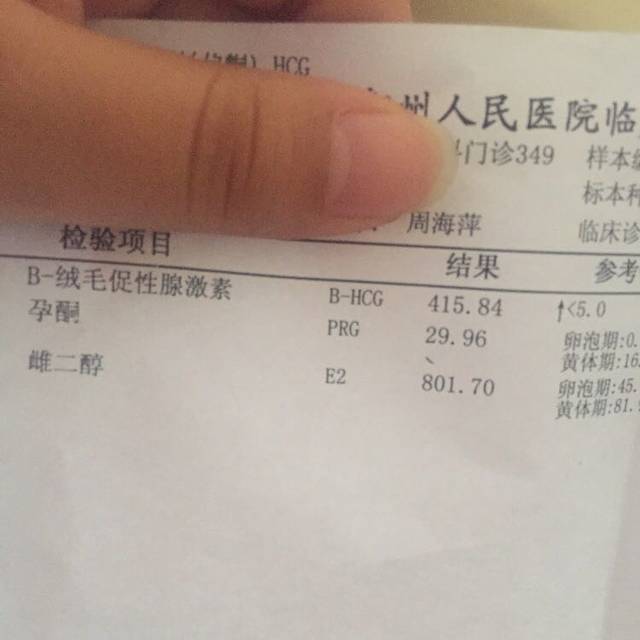 HCG
州人民医院临
门诊349 样本
标本种
周海萍 临床诊
检验项目 结果 参考
B-绒毛促性腺激素 B-HCG 415.84 ↑<5.0
孕酮 PRG 29.96 卵泡期:0.
黄体期:16.
雌二醇 E2 801.70 卵泡期:45.
黄体期:81.